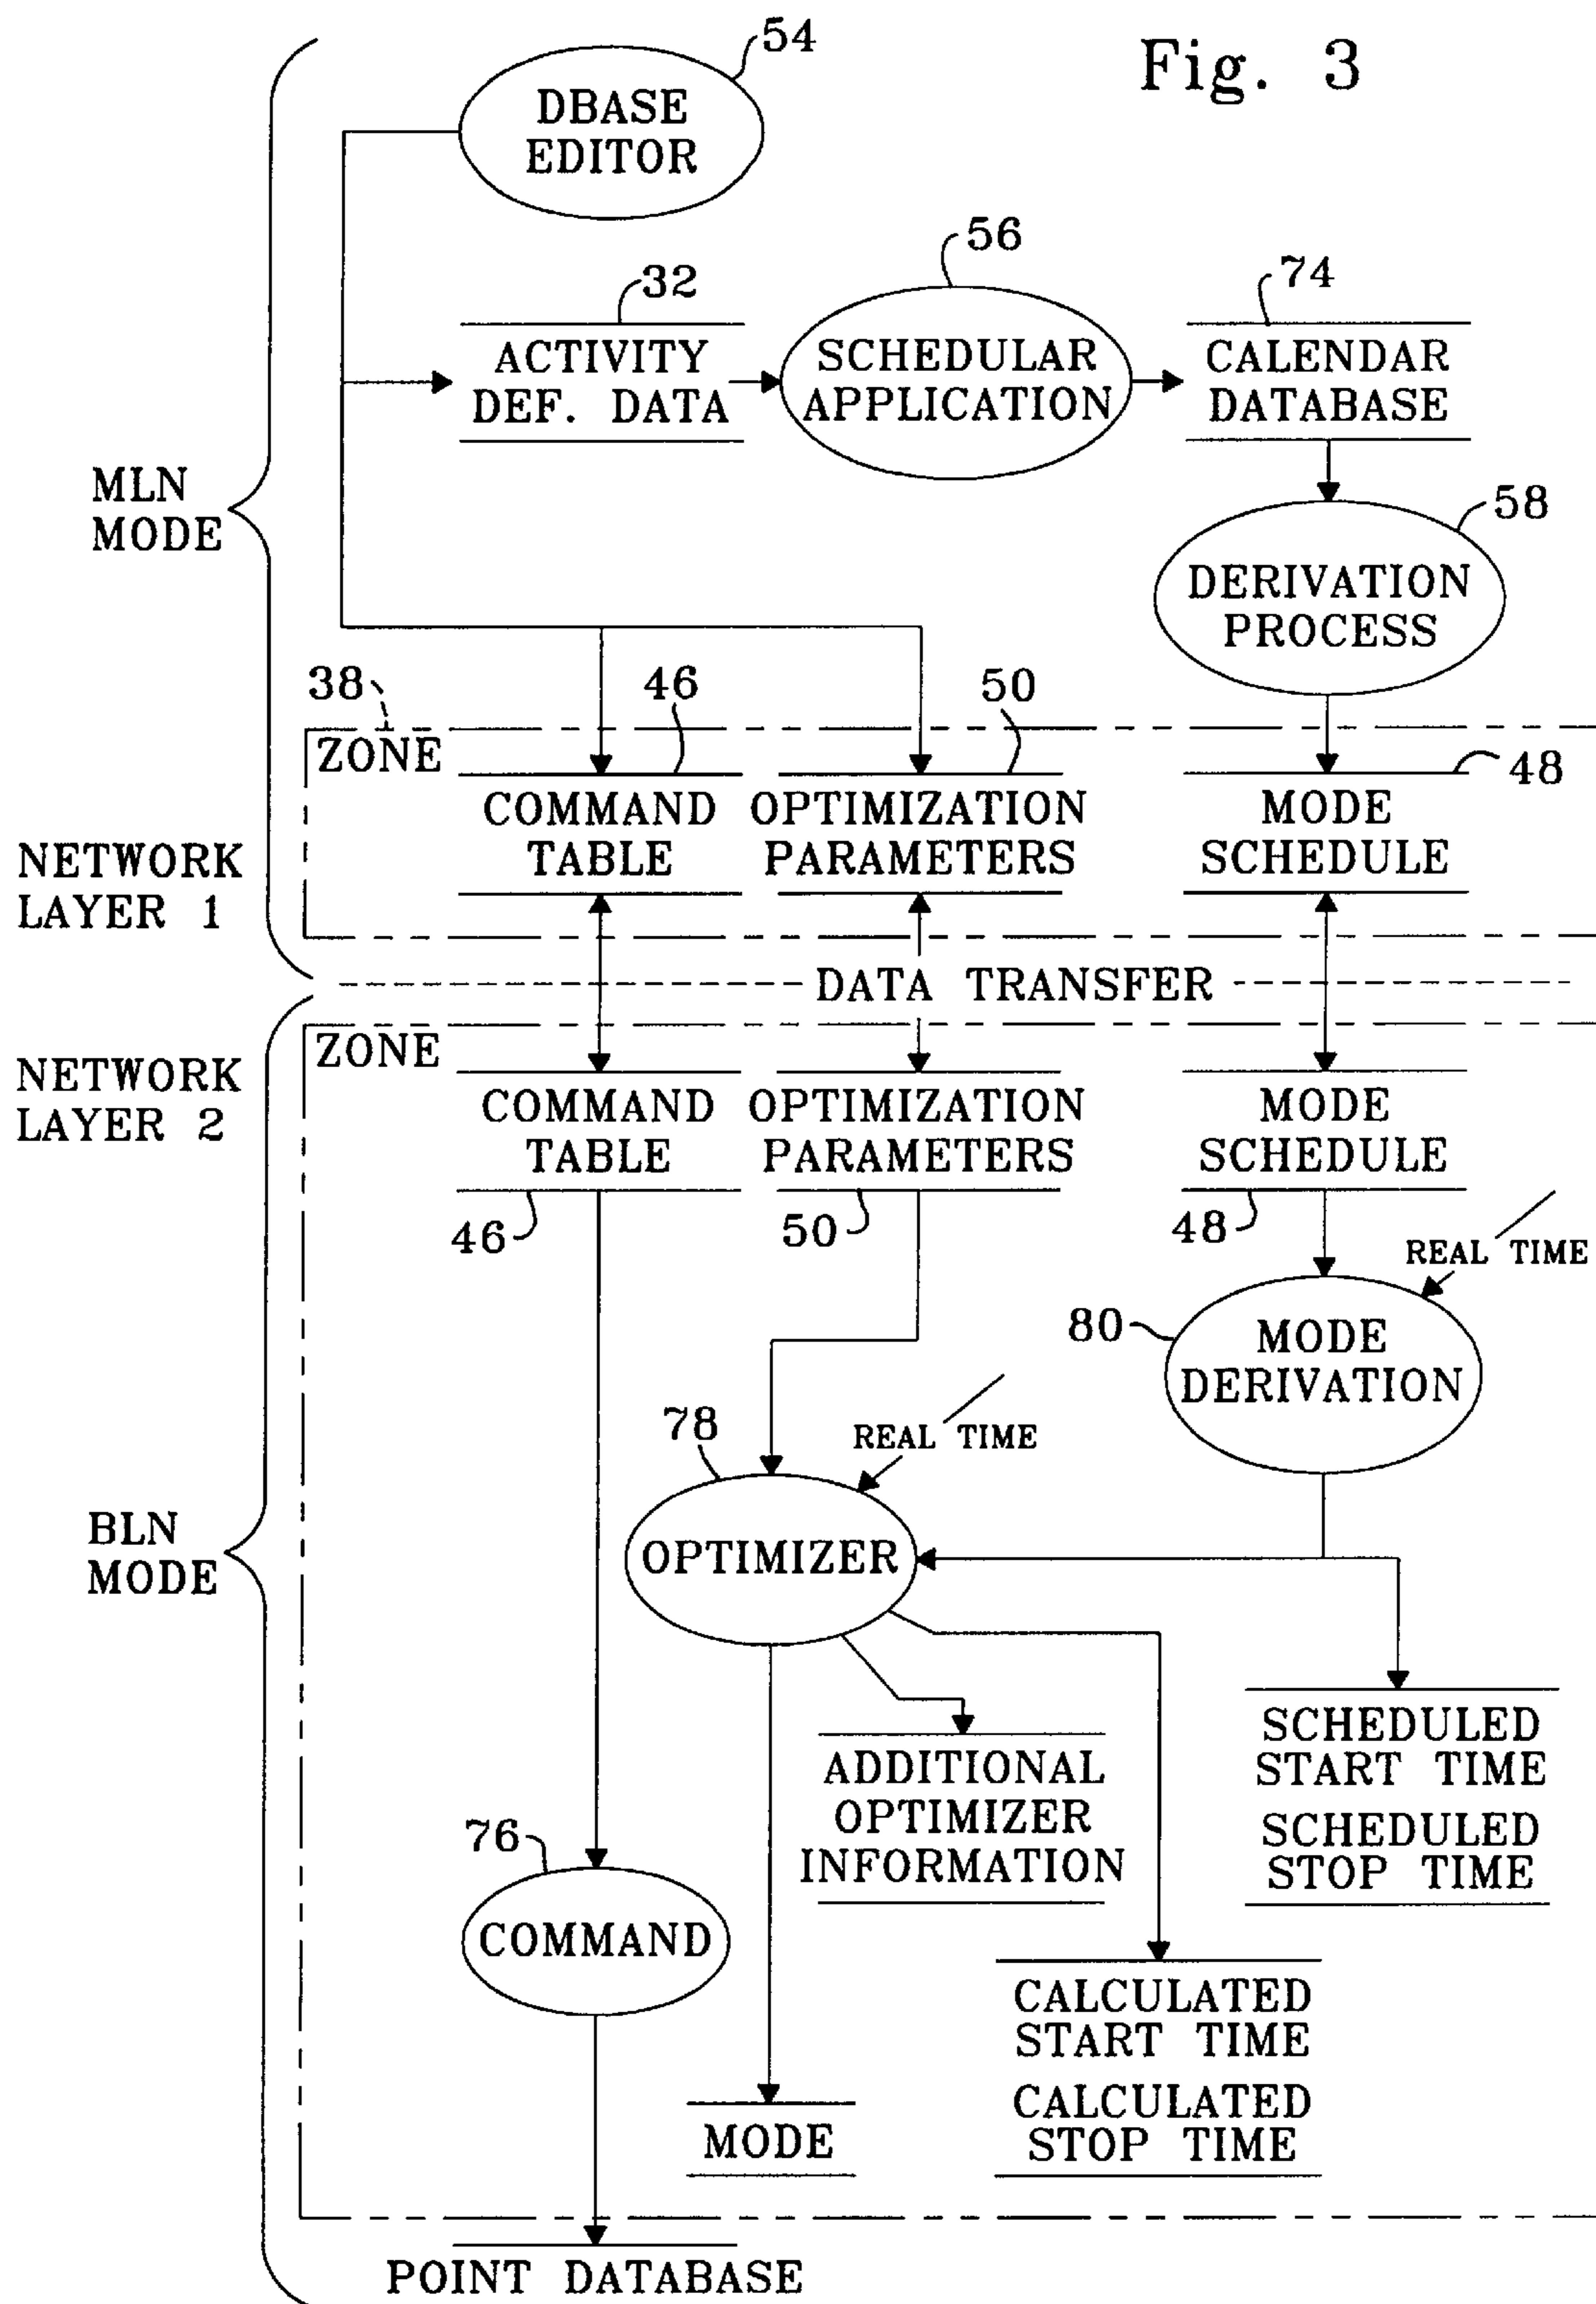 54
Fig. 3
DBASE
EDITOR
56
32
74
ACTIVITY
DEF. DATA
SCHEDULAR
APPLICATION
CALENDAR
DATABASE
MLN
MODE
58
DERIVATION
PROCESS
38
46
50
ZONE
48
COMMAND
TABLE
OPTIMIZATION
PARAMETERS
MODE
SCHEDULE
NETWORK
LAYER 1
DATA TRANSFER
ZONE
NETWORK
LAYER 2
COMMAND
TABLE
OPTIMIZATION
PARAMETERS
MODE
SCHEDULE
46
50
48
REAL TIME
80
MODE
DERIVATION
78
REAL TIME
BLN
MODE
OPTIMIZER
SCHEDULED
START TIME
SCHEDULED
STOP TIME
ADDITIONAL
OPTIMIZER
INFORMATION
76
COMMAND
CALCULATED
START TIME
CALCULATED
STOP TIME
MODE
POINT DATABASE